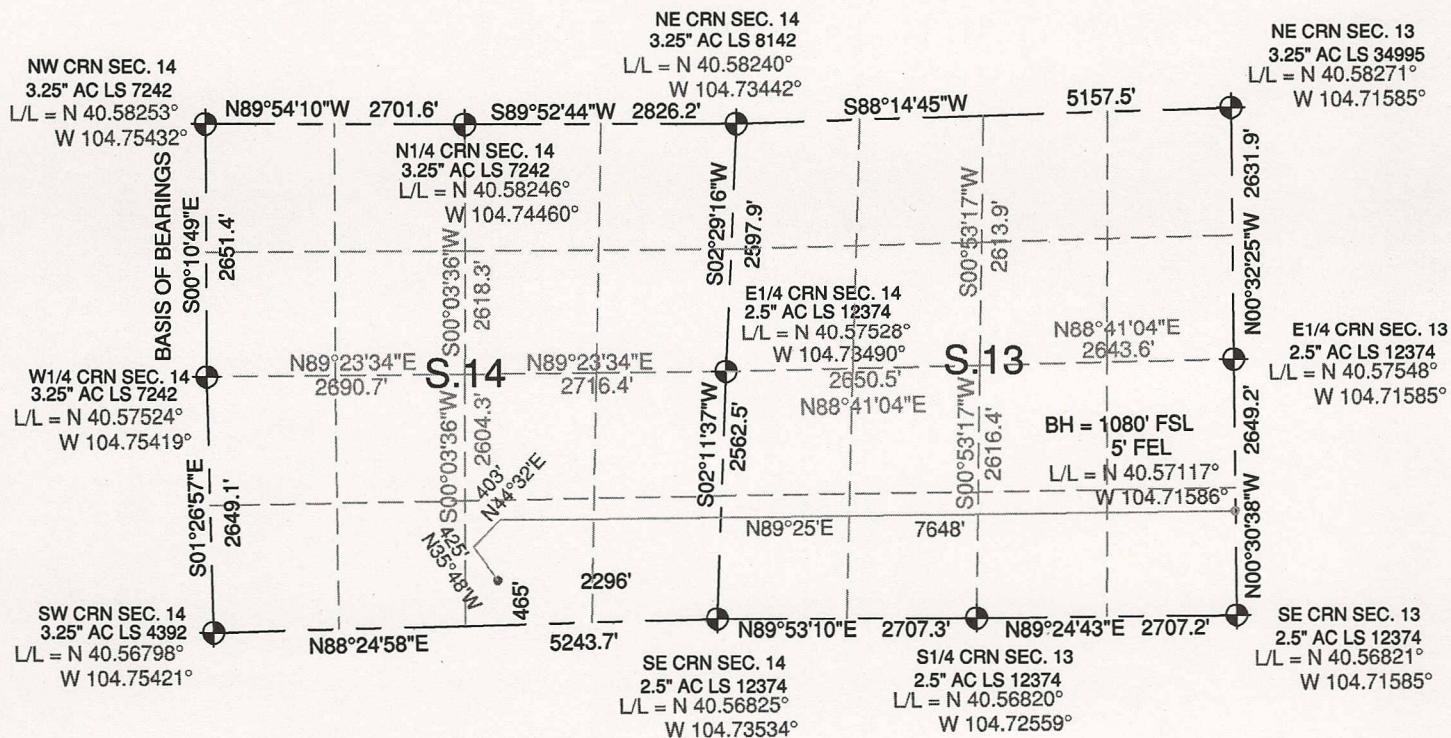 NW CRN SEC. 14
3.25" AC LS 7242
L/L = N 40.58253°
W 104.75432°
N89°54'10"W 2701.6'
S89°52'44"W 2826.2'
N1/4 CRN SEC. 14
3.25" AC LS 7242
L/L = N 40.58246°
W 104.74460°
NE CRN SEC. 14
3.25" AC LS 8142
L/L = N 40.58240°
W 104.73442°
S88°14'45"W 5157.5'
NE CRN SEC. 13
3.25" AC LS 34995
L/L = N 40.58271°
W 104.71585°
BASIS OF BEARINGS
S00°10'49"E
2651.4'
S00°03'36"W
2618.3'
S02°29'16"W
2597.9'
S00°53'17"W
2613.9'
N00°32'25"W 2631.9'
W1/4 CRN SEC. 14
3.25" AC LS 7242
L/L = N 40.57524°
W 104.75419°
N89°23'34"E
2690.7'
S.14
N89°23'34"E
2716.4'
E1/4 CRN SEC. 14
2.5" AC LS 12374
L/L = N 40.57528°
W 104.73490°
2650.5'
N88°41'04"E
S.13
N88°41'04"E
2643.6'
E1/4 CRN SEC. 13
2.5" AC LS 12374
L/L = N 40.57548°
W 104.71585°
S01°26'57"E
2649.1'
S00°03'36"W
2604.3'
403'
N44°32'E
425'
N35°48'W
S02°11'37"W
2562.5'
S00°53'17"W
2616.4'
BH = 1080' FSL
5' FEL
L/L = N 40.57117°
W 104.71586°
N00°30'38"W 2649.2'
N89°25'E 7648'
465'
2296'
SW CRN SEC. 14
3.25" AC LS 4392
L/L = N 40.56798°
W 104.75421°
N88°24'58"E 5243.7'
SE CRN SEC. 14
2.5" AC LS 12374
L/L = N 40.56825°
W 104.73534°
N89°53'10"E 2707.3'
S1/4 CRN SEC. 13
2.5" AC LS 12374
L/L = N 40.56820°
W 104.72559°
N89°24'43"E 2707.2'
SE CRN SEC. 13
2.5" AC LS 12374
L/L = N 40.56821°
W 104.71585°